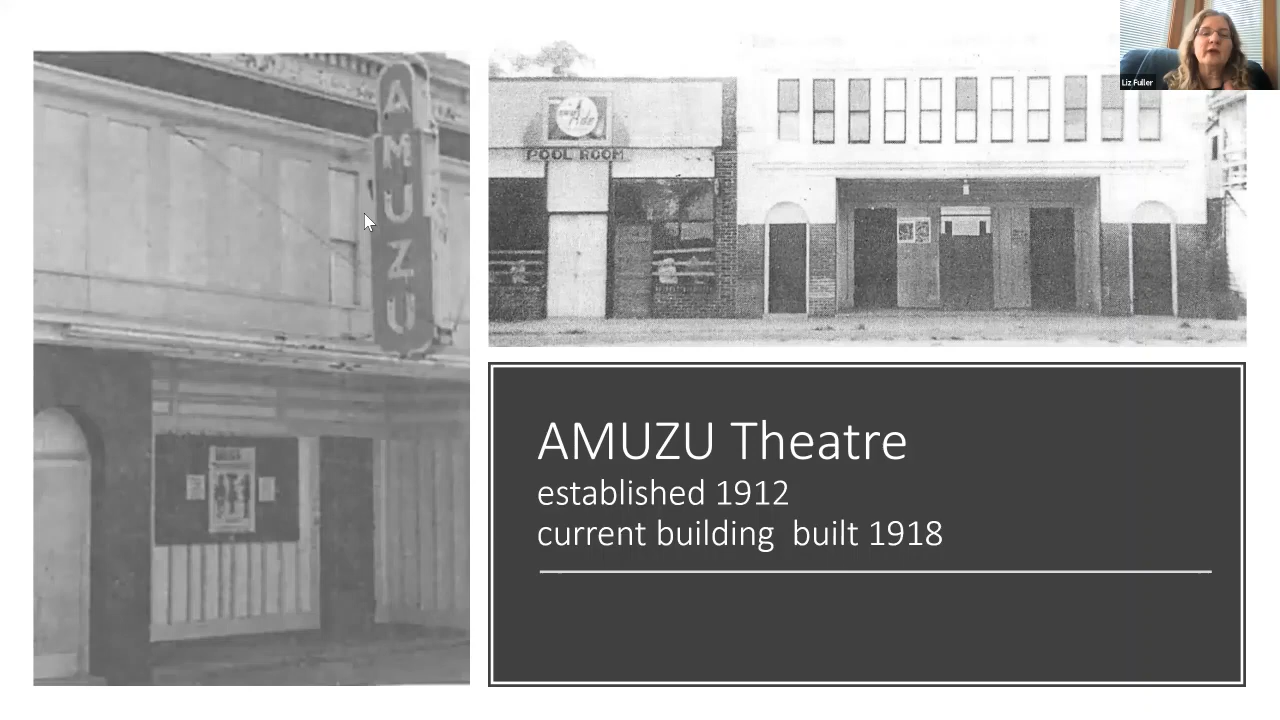 AMUZU
POOL ROOM
Liz Fuller
AMUZU Theatre
established 1912
current building built 1918